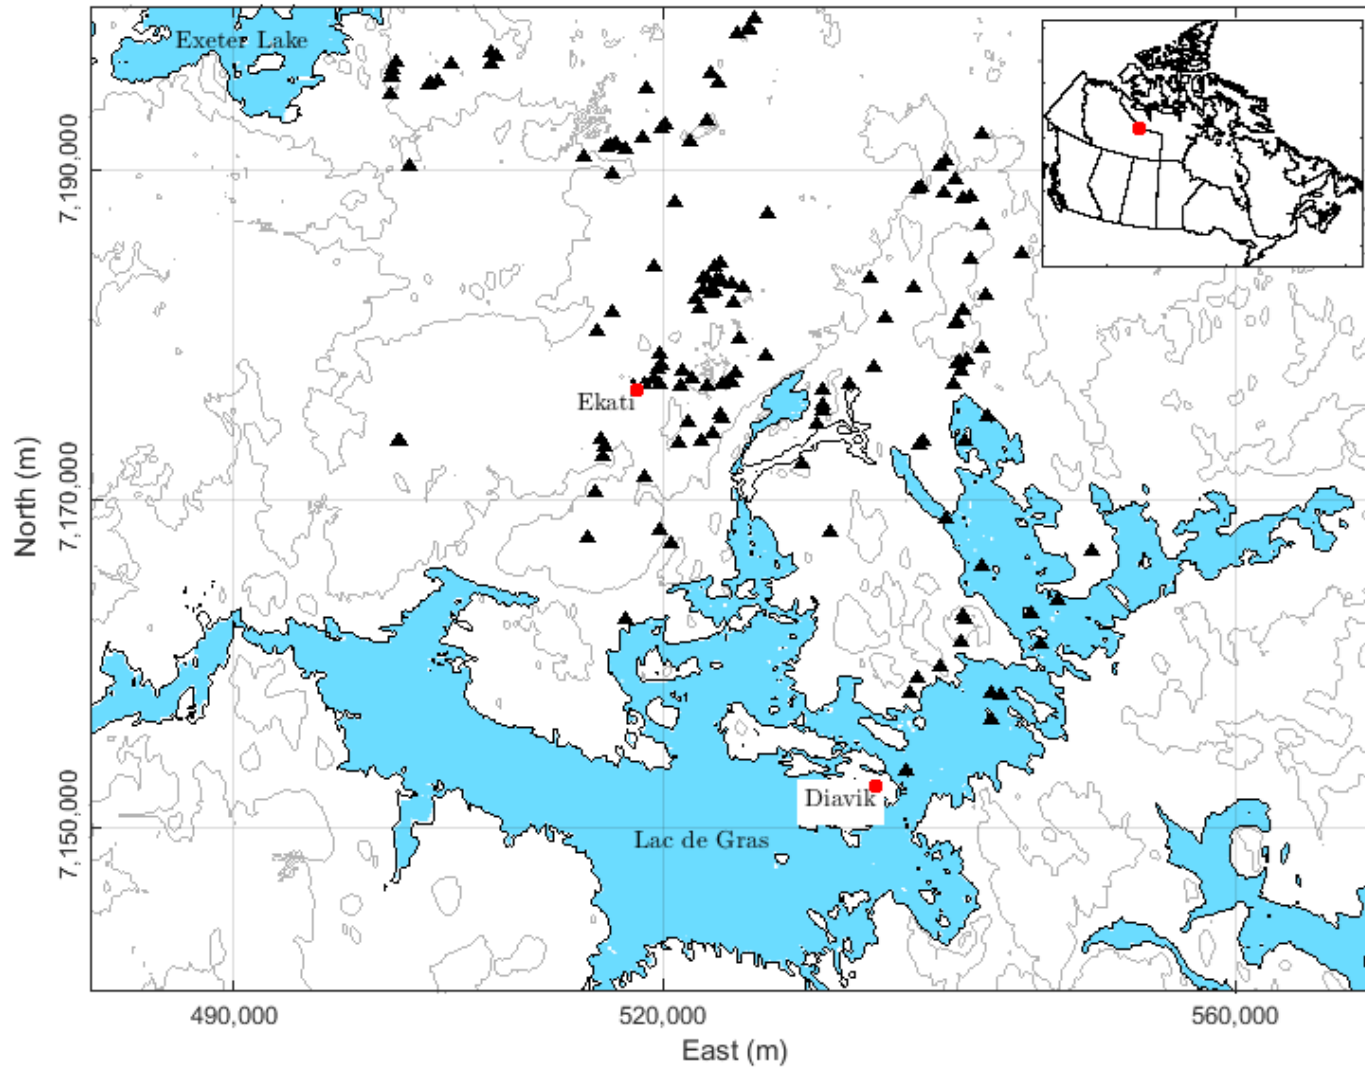 Exeter Lake
7,190,000
Ekati
North (m)
7,170,000
Diavik
7,150,000
Lac de Gras
490,000
520,000
560,000
East (m)